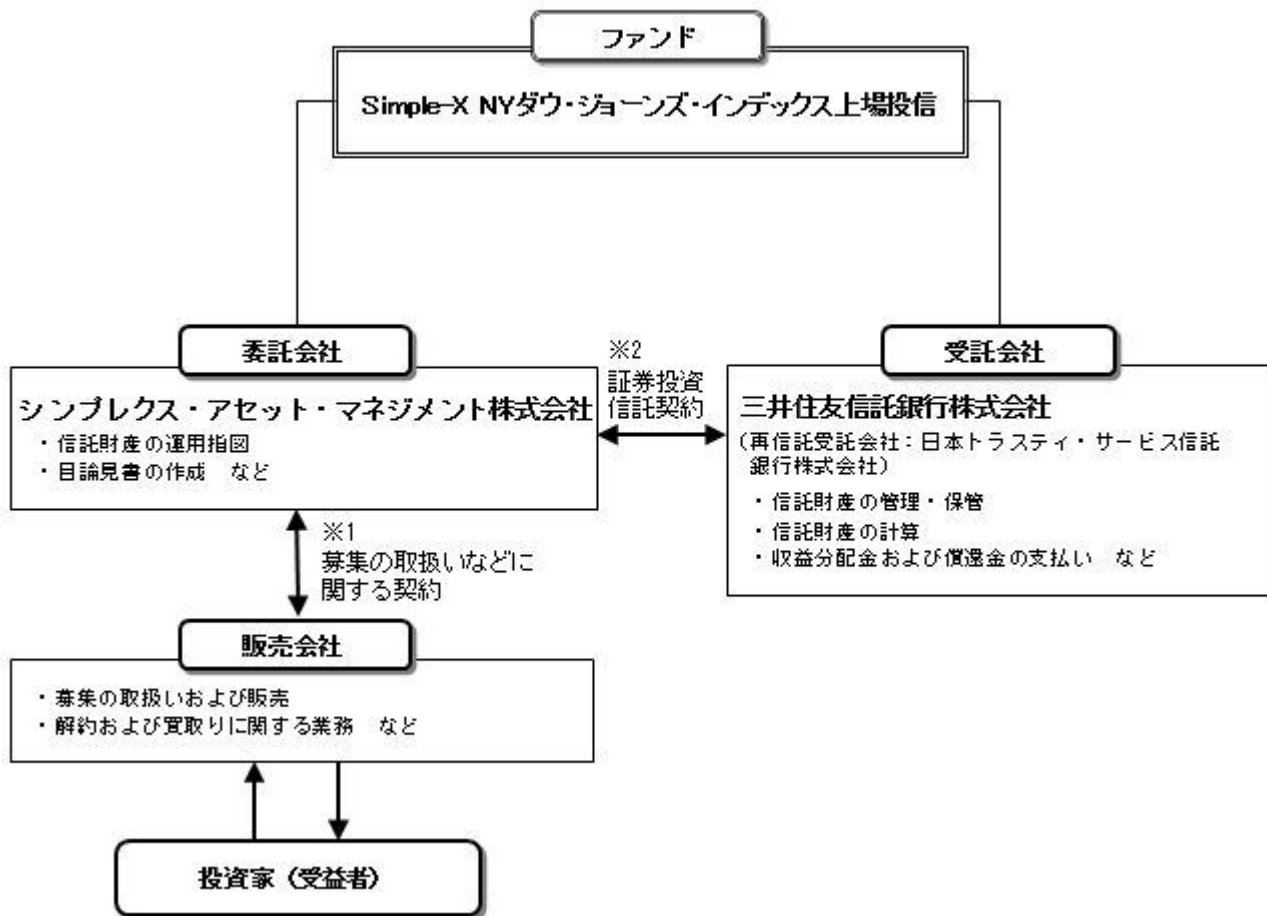 ファンド
Simple-X NYダウ・ジョーンズ・インデックス上場投信
委託会社
シンプレクス・アセット・マネジメント株式会社
・信託財産の運用指図
・目論見書の作成　など
※2
証券投資
信託契約
受託会社
三井住友信託銀行株式会社
(再信託受託会社：日本トラスティ・サービス信託
銀行株式会社)
・信託財産の管理・保管
・信託財産の計算
・収益分配金および償還金の支払い　など
※1
募集の取扱いなどに
関する契約
販売会社
・募集の取扱いおよび販売
・解約および買取りに関する業務　など
投資家（受益者）